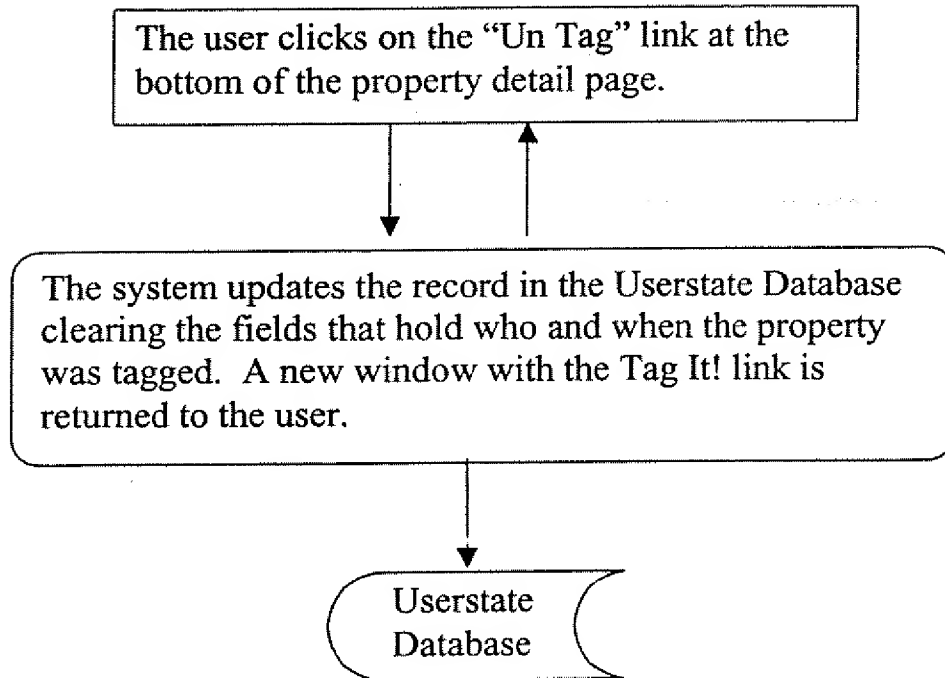 The user clicks on the “Un Tag” link at the
bottom of the property detail page.
The system updates the record in the Userstate Database
clearing the fields that hold who and when the property
was tagged.  A new window with the Tag It! link is
returned to the user.
Userstate
Database